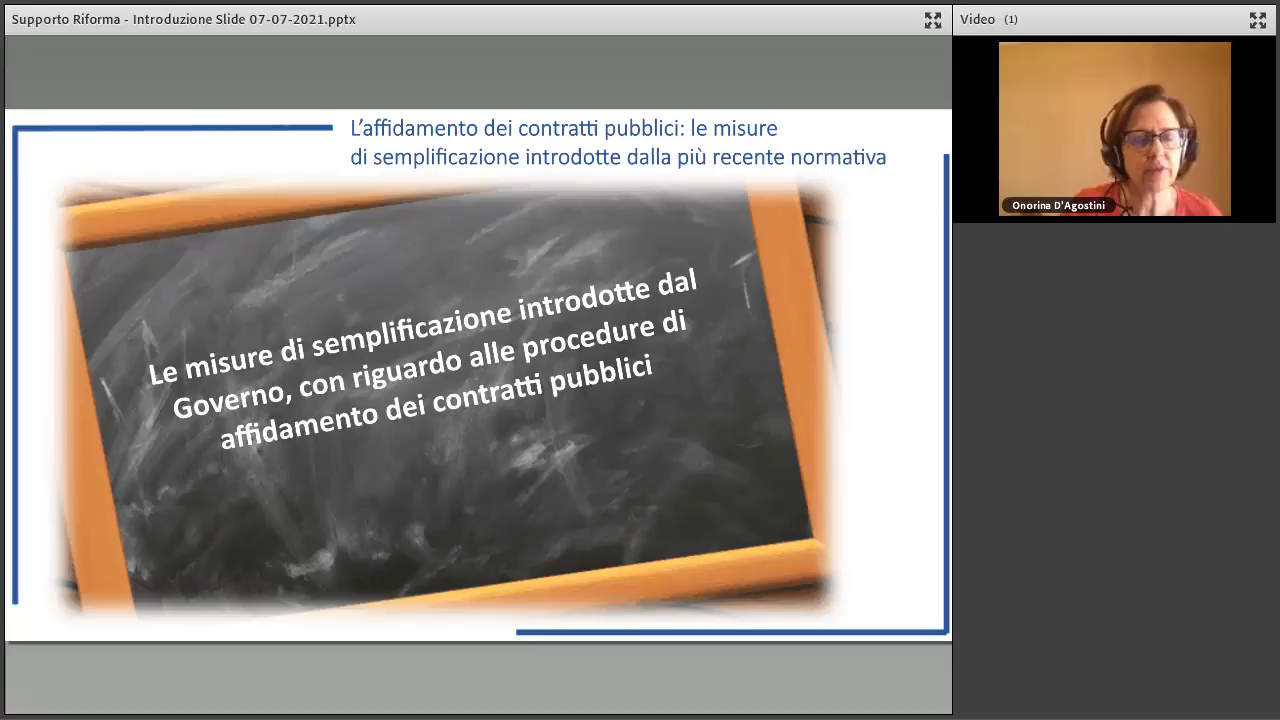 Supporto Riforma - Introduzione Slide 07-07-2021.pptx
Video (1)
L'affidamento dei contratti pubblici: le misure
di semplificazione introdotte dalla più recente normativa
Le misure di semplificazione introdotte dal
Governo, con riguardo alle procedure di
affidamento dei contratti pubblici
Onorina D'Agostini